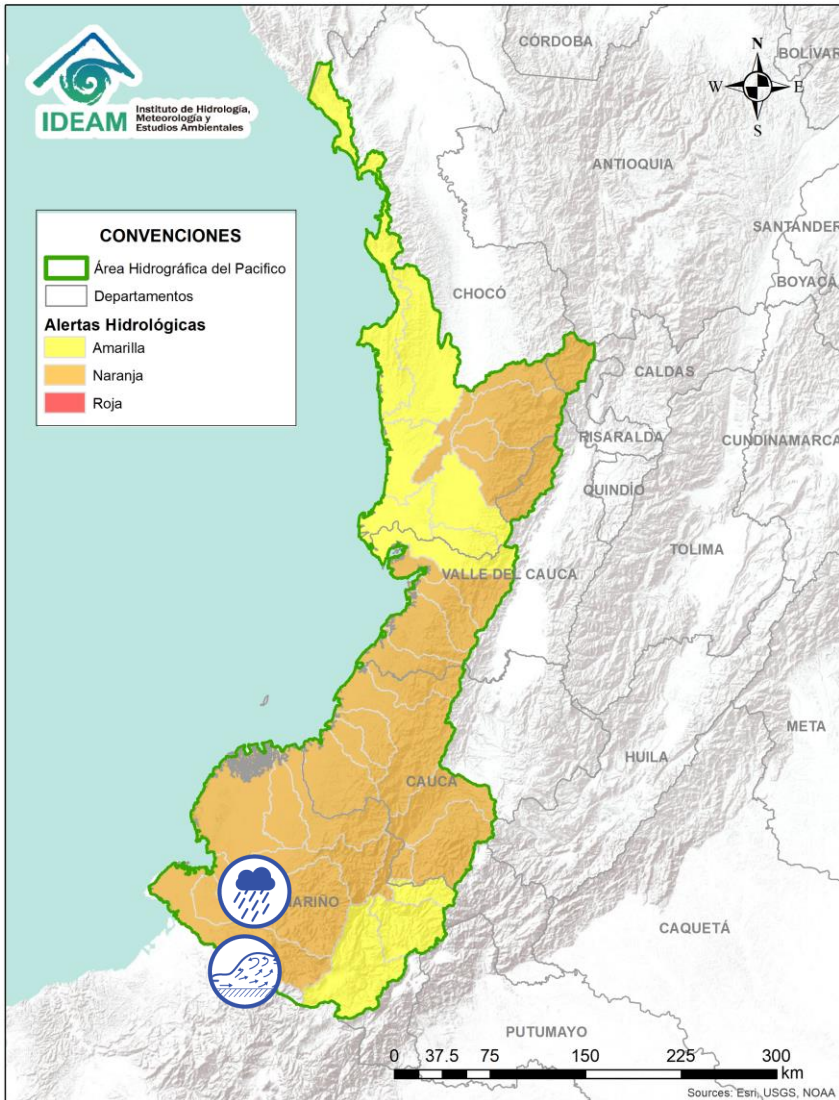 IDEAM
Instituto de Hidrología,
Meteorología y
Estudios Ambientales
CÓRDOBA
BOLÍVAR
N
W
E
S
ANTIOQUIA
SANTANDER
BOYACÁ
CHOCÓ
CONVENCIONES
Área Hidrográfica del Pacifico
Departamentos
Alertas Hidrológicas
Amarilla
Naranja
Roja
CALDAS
RISARALDA
CUNDINAMARCA
QUINDÍO
TOLIMA
VALLE DEL CAUCA
META
HUILA
CAUCA
NARIÑO
CAQUETÁ
PUTUMAYO
0 37.5 75 150 225 300
km
Sources: Esri, USGS, NOAA